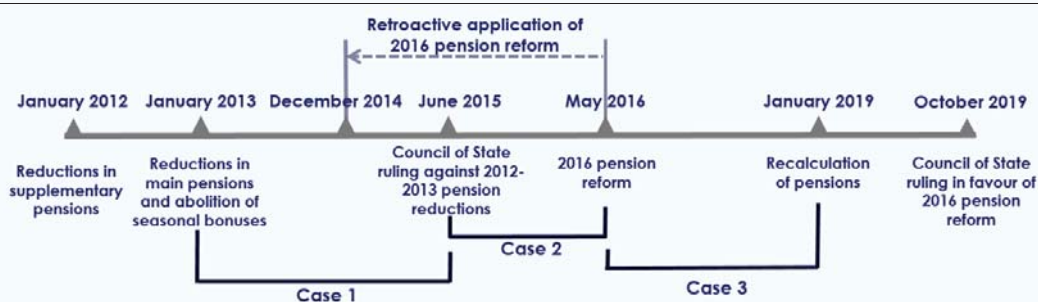 Retroactive application of
2016 pension reform
January 2012
January 2013
December 2014
June 2015
May 2016
January 2019
October 2019
Reductions in
supplementary
pensions
Reductions in
main pensions
and abolition of
seasonal bonuses
Council of State
ruling against 2012-
2013 pension
reductions
2016 pension
reform
Recalculation
of pensions
Council of State
ruling in favour of
2016 pension
reform
Case 1
Case 2
Case 3